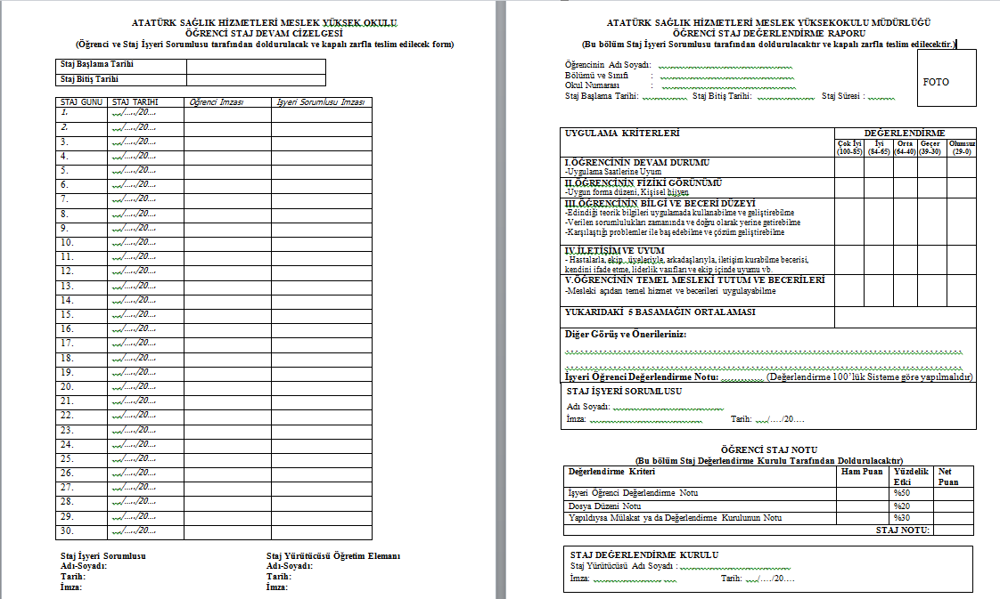 ATATÜRK SAĞLIK HİZMETLERİ MESLEK YÜKSEK OKULU
ÖĞRENCİ STAJ DEVAM CİZELGESİ
(Öğrenci ve Staj İşyeri Sorumlusu tarafından doldurulacak ve kapalı zarfla teslim edilecek form)
Staj Başlama Tarihi
Staj Bitiş Tarihi
STAJ GUNU STAJ TARIHI Öğrenci İmzası İşyeri Sorumlusu İmzası
1. .../...../20....
2. .../...../20....
3. .../...../20....
4. .../...../20....
5. .../...../20....
6. .../...../20....
7. .../...../20....
8. .../...../20....
9. .../...../20....
10. .../...../20....
11. .../...../20....
12. .../...../20....
13. .../...../20....
14. .../...../20....
15. .../...../20....
16. .../...../20....
17. .../...../20....
18. .../...../20....
19. .../...../20....
20. .../...../20....
21. .../...../20....
22. .../...../20....
23. .../...../20....
24. .../...../20....
25. .../...../20....
26. .../...../20....
27. .../...../20....
28. .../...../20....
29. .../...../20....
30. .../...../20....
Staj İşyeri Sorumlusu Staj Yürütücüsü Öğretim Elemanı
Adı-Soyadı: Adı-Soyadı:
Tarih: Tarih:
İmza: İmza:
ATATÜRK SAĞLIK HİZMETLERİ MESLEK YÜKSEKOKULU MÜDÜRLÜĞÜ
ÖĞRENCİ STAJ DEĞERLENDİRME RAPORU
(Bu bölüm Staj İşyeri Sorumlusu tarafından doldurulacaktır ve kapalı zarfla teslim edilecektir.)
FOTO
Öğrencinin Adı Soyadı: ................
Bölümü ve Sınıfı : ................
Okul Numarası : ................
Staj Başlama Tarihi: ............ Staj Bitiş Tarihi: ............ Staj Süresi : .......
UYGULAMA KRİTERLERİ DEĞERLENDİRME
Çok İyi İyi Orta Geçer Olumsuz
(100-85) (84-65) (64-40) (39-30) (29-0)
I.ÖĞRENCİNİN DEVAM DURUMU
-Uygulama Saatlerine Uyum
II.ÖĞRENCİNİN FİZİKİ GÖRÜNÜMÜ
-Uygun forma düzeni, Kişisel hijyen
III.ÖĞRENCİNİN BİLGİ VE BECERİ DÜZEYİ
-Edindiği teorik bilgileri uygulamada kullanabilme ve geliştirebilme
-Verilen sorumlulukları zamanında ve doğru olarak yerine getirebilme
-Karşılaştığı problemler ile baş edebilme ve çözüm geliştirebilme
IV.İLETİŞİM VE UYUM
- Hastalarla, ekip üyeleriyle, arkadaşlarıyla, iletişim kurabilme becerisi,
kendini ifade etme, liderlik vasıfları ve ekip içinde uyumu vb.
V.ÖĞRENCİNİN TEMEL MESLEKİ TUTUM VE BECERİLERİ
-Mesleki açıdan temel hizmet ve becerileri uygulayabilme
YUKARIDAKİ 5 BASAMAĞIN ORTALAMASI
Diğer Görüş ve Önerileriniz:
İşyeri Öğrenci Değerlendirme Notu: ............ (Değerlendirme 100'lük Sisteme göre yapılmalıdır)
STAJ İŞYERİ SORUMLUSU
Adı Soyadı: ................
İmza: ................ Tarih: .../..../20....
ÖĞRENCİ STAJ NOTU
(Bu bölüm Staj Değerlendirme Kurulu Tarafından Doldurulacaktır)
Değerlendirme Kriteri Ham Puan Yüzdelik Etki Net Puan
İşyeri Öğrenci Değerlendirme Notu %50
Dosya Düzeni Notu %20
Yapıldıysa Mülakat ya da Değerlendirme Kurulunun Notu %30
STAJ NOTU:
STAJ DEĞERLENDİRME KURULU
Staj Yürütücüsü Adı Soyadı : ................
İmza: ................ Tarih: .../..../20....